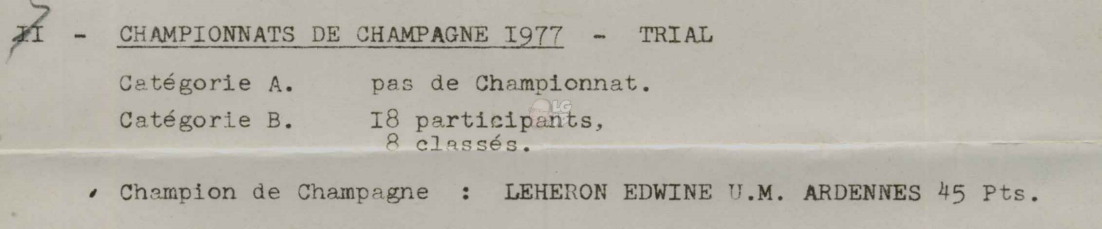 II - CHAMPIONNATS DE CHAMPAGNE I977 - TRIAL
Catégorie A. pas de Championnat.
Catégorie B. I8 participants,
8 classés.
Champion de Champagne : LEHERON EDWINE U.M. ARDENNES 45 Pts.
LG